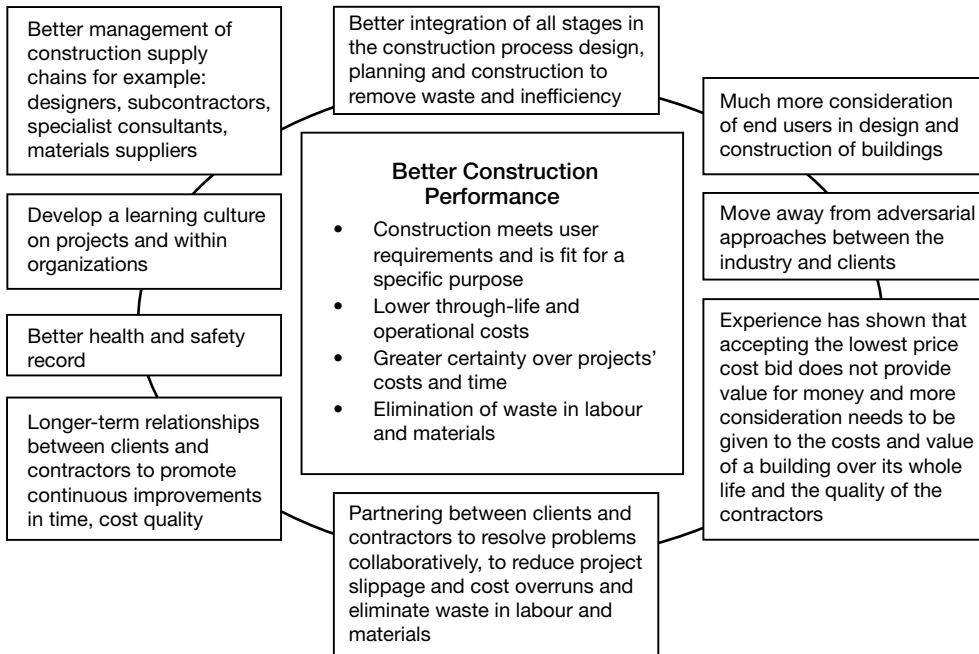 Better management of
construction supply
chains for example:
designers, subcontractors,
specialist consultants,
materials suppliers
Better integration of all stages in
the construction process design,
planning and construction to
remove waste and inefficiency
Much more consideration
of end users in design and
construction of buildings
Develop a learning culture
on projects and within
organizations
Better Construction
Performance
• Construction meets user
requirements and is fit for a
specific purpose
• Lower through-life and
operational costs
• Greater certainty over projects’
costs and time
• Elimination of waste in labour
and materials
Move away from adversarial
approaches between the
industry and clients
Better health and safety
record
Experience has shown that
accepting the lowest price
cost bid does not provide
value for money and more
consideration needs to be
given to the costs and value
of a building over its whole
life and the quality of the
contractors
Longer-term relationships
between clients and
contractors to promote
continuous improvements
in time, cost quality
Partnering between clients and
contractors to resolve problems
collaboratively, to reduce project
slippage and cost overruns and
eliminate waste in labour and
materials